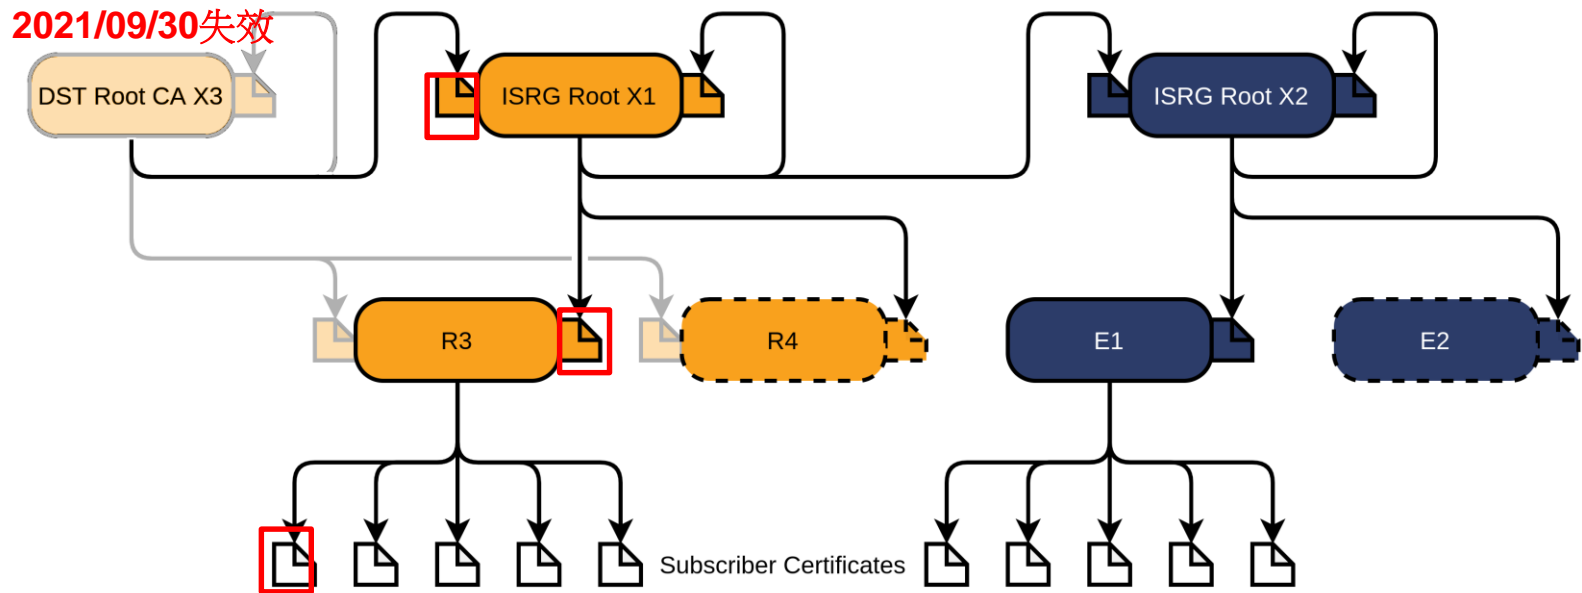 2021/09/30失效
DST Root CA X3
ISRG Root X1
ISRG Root X2
R3
R4
E1
E2
Subscriber Certificates